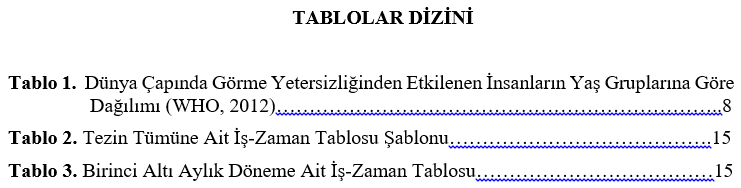 TABLOLAR DİZİNİ
Tablo 1. Dünya Çapında Görme Yetersizliğinden Etkilenen İnsanların Yaş Gruplarına Göre
Dağılımı (WHO, 2012)…………………………………………………………………..8
Tablo 2. Tezin Tümüne Ait İş-Zaman Tablosu Şablonu………………………………………15
Tablo 3. Birinci Altı Aylık Döneme Ait İş-Zaman Tablosu…………………………………15